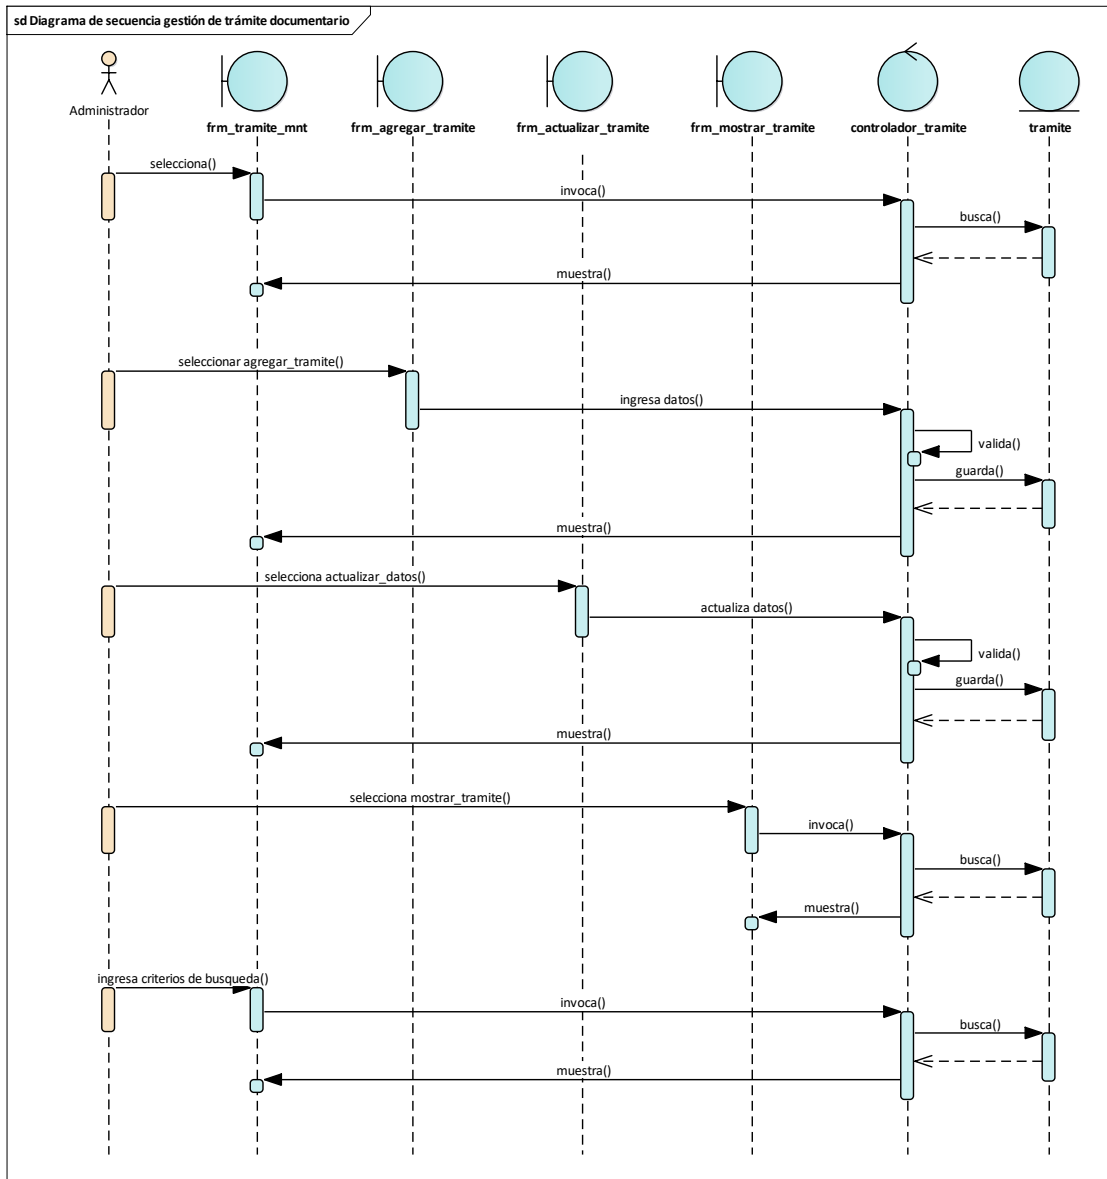 sd Diagrama de secuencia gestión de trámite documentario
Administrador
frm_tramite_mnt
frm_agregar_tramite
frm_actualizar_tramite
frm_mostrar_tramite
controlador_tramite
tramite
selecciona()
invoca()
busca()
muestra()
seleccionar agregar_tramite()
ingresa datos()
valida()
guarda()
muestra()
selecciona actualizar_datos()
actualiza datos()
valida()
guarda()
muestra()
selecciona mostrar_tramite()
invoca()
busca()
muestra()
ingresa criterios de busqueda()
invoca()
busca()
muestra()